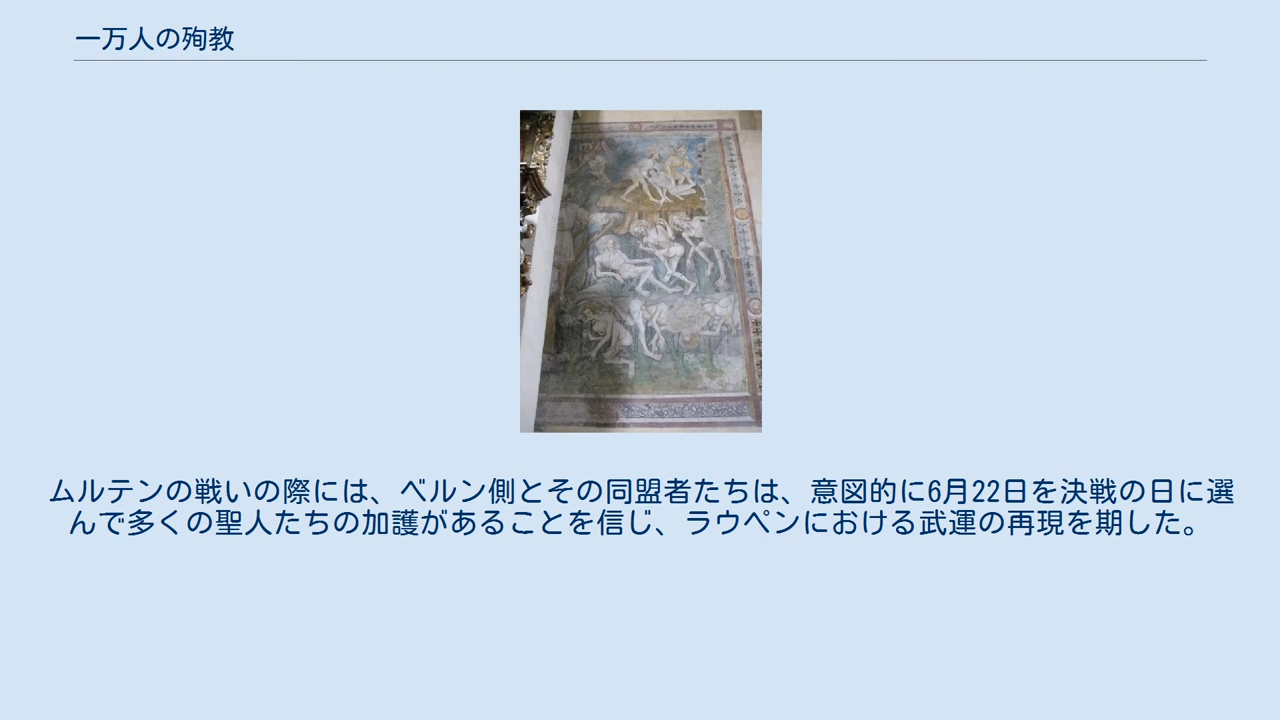 一万人の殉教
ムルテンの戦いの際には、ベルン側とその同盟者たちは、意図的に6月22日を決戦の日に選
んで多くの聖人たちの加護があることを信じ、ラウペンにおける武運の再現を期した。